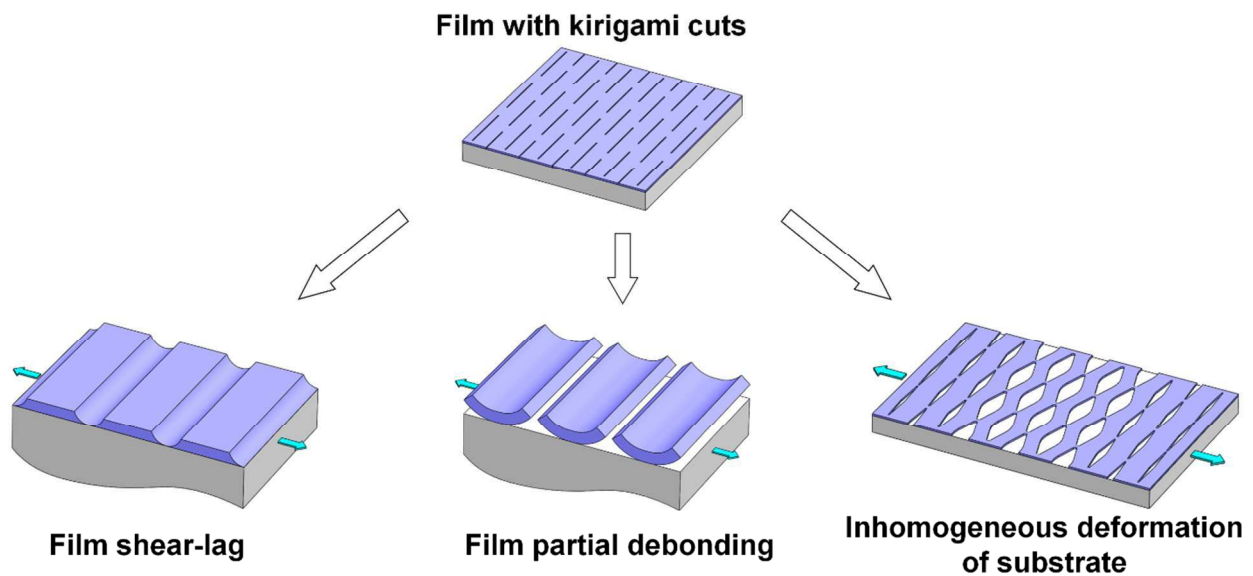 Film with kirigami cuts
Film shear-lag
Film partial debonding
Inhomogeneous deformation
of substrate